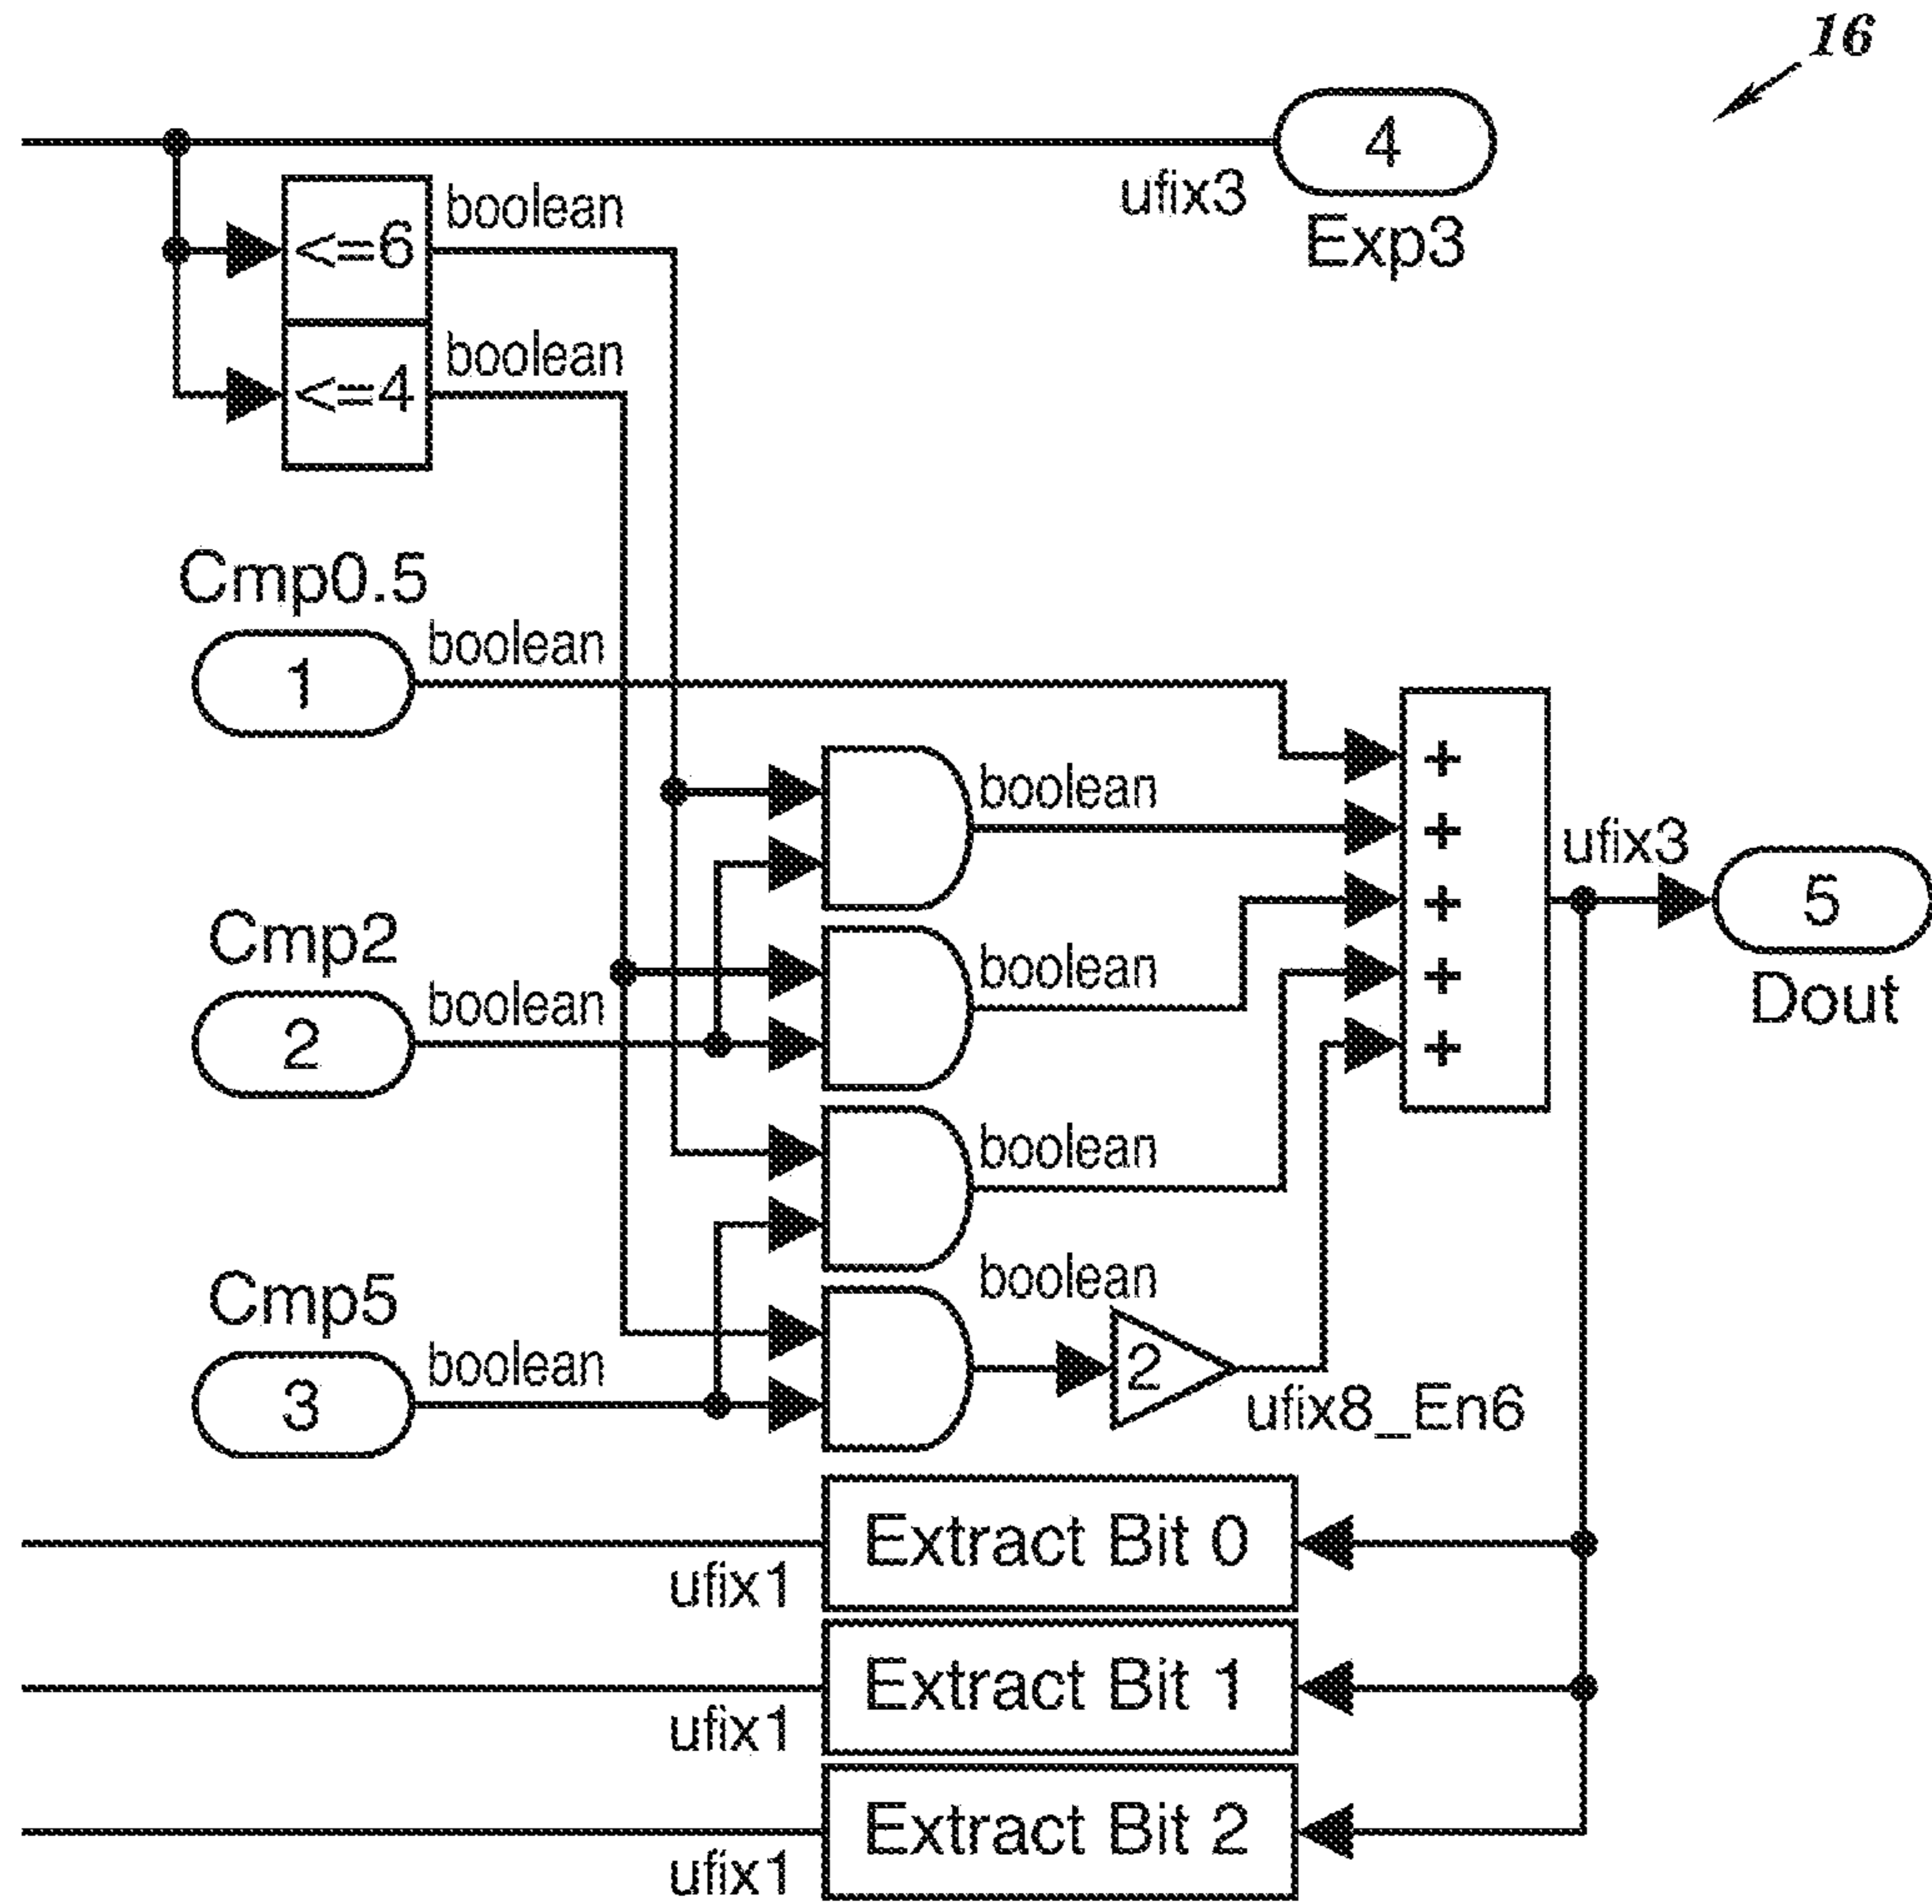 16
4
ufix3
Exp3
<=6
boolean
<=4
boolean
Cmp0.5
1
boolean
+
boolean
+
ufix3
+
5
Cmp2
boolean
+
Dout
2
boolean
+
boolean
Cmp5
boolean
3
boolean
2
ufix8_En6
Extract Bit 0
ufix1
Extract Bit 1
ufix1
Extract Bit 2
ufix1